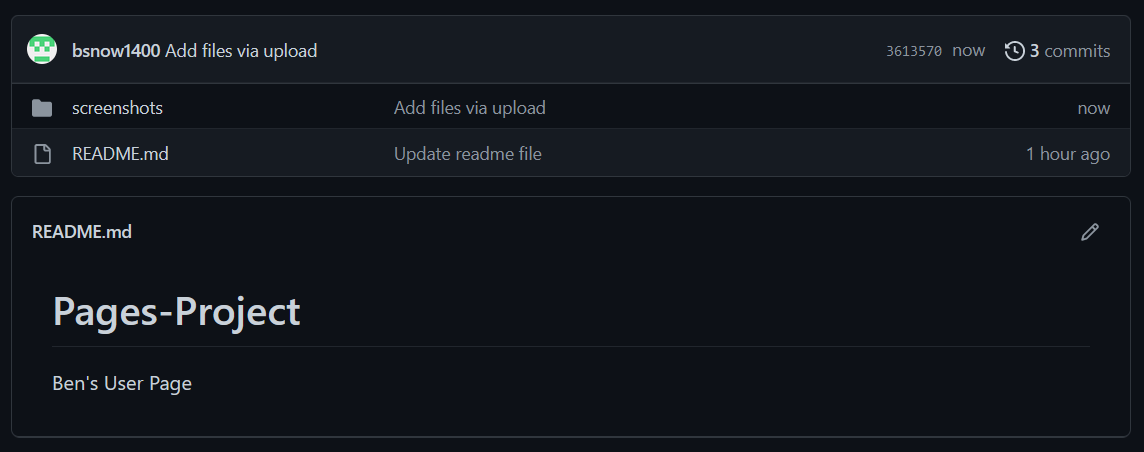 bsnow1400 Add files via upload 3613570 now 3 commits
screenshots Add files via upload now
README.md Update readme file 1 hour ago
README.md
Pages-Project
Ben's User Page